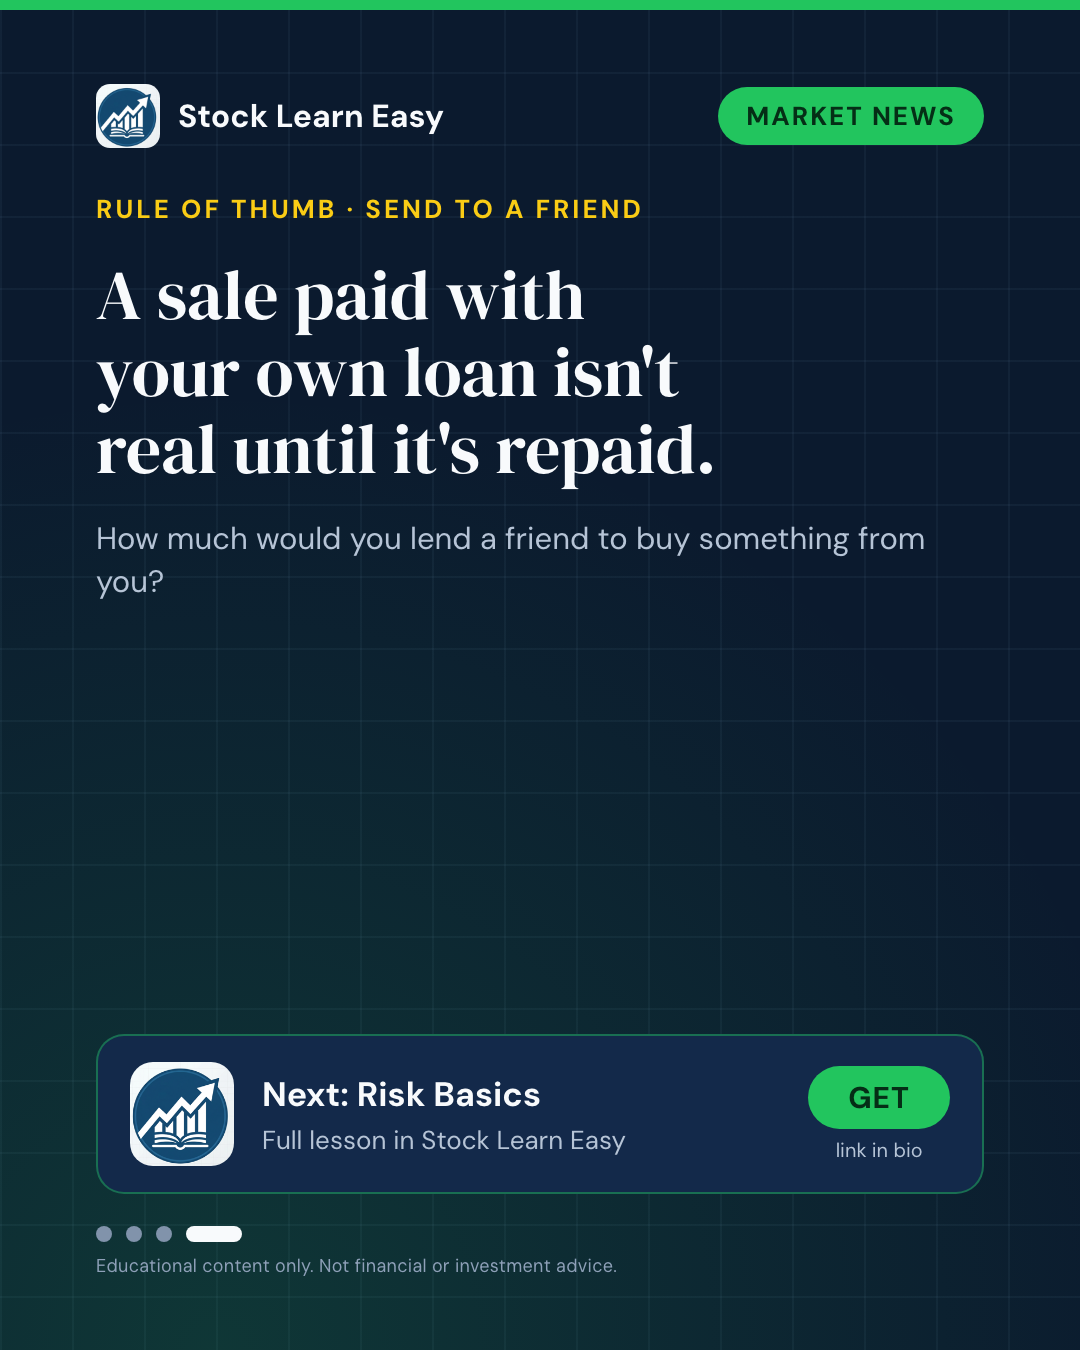 Stock Learn Easy
MARKET NEWS
RULE OF THUMB · SEND TO A FRIEND
A sale paid with
your own loan isn't
real until it's repaid.
How much would you lend a friend to buy something from
you?
Next: Risk Basics
Full lesson in Stock Learn Easy
GET
link in bio
Educational content only. Not financial or investment advice.